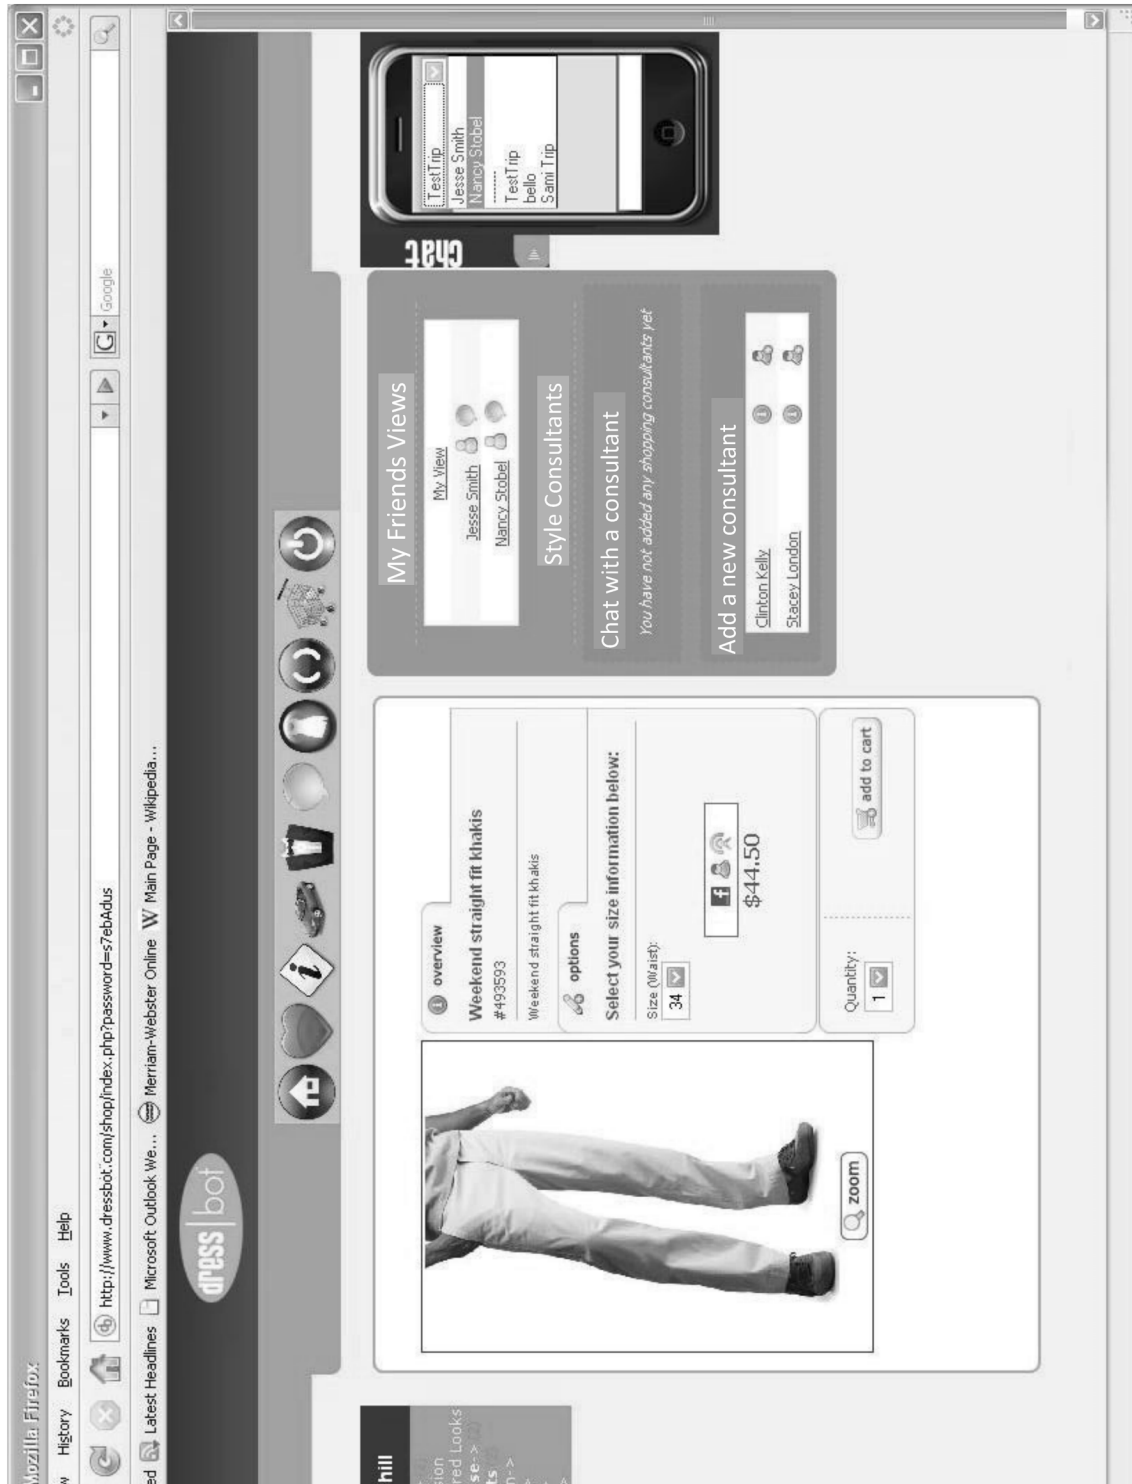 Mozilla Firefox
History Bookmarks Tools Help
http://www.dressbot.com/shop/index.php?password=s7ebAdus
G Google
Latest Headlines Microsoft Outlook We... Merriam-Webster Online W Main Page - Wikipedia...
dress bot
hill
red Looks
overview
Weekend straight fit khakis
#493593
Weekend straight fit khakis
options
Select your size information below:
Size (Waist):
34
f
$44.50
Quantity:
1
add to cart
zoom
My Friends Views
My View
Jesse Smith
Nancy Stobel
Style Consultants
Chat with a consultant
You have not added any shopping consultants yet
Add a new consultant
Clinton Kelly
Stacey London
Chat
TestTrip
Jesse Smith
Nancy Stobel
--------
TestTrip
bello
Sami Trip